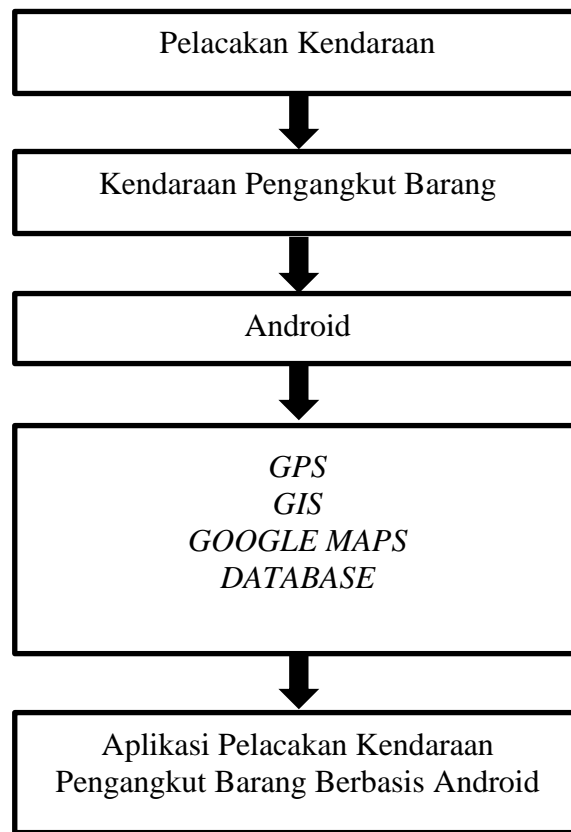 Pelacakan Kendaraan
Kendaraan Pengangkut Barang
Android
GPS
GIS
GOOGLE MAPS
DATABASE
Aplikasi Pelacakan Kendaraan
Pengangkut Barang Berbasis Android